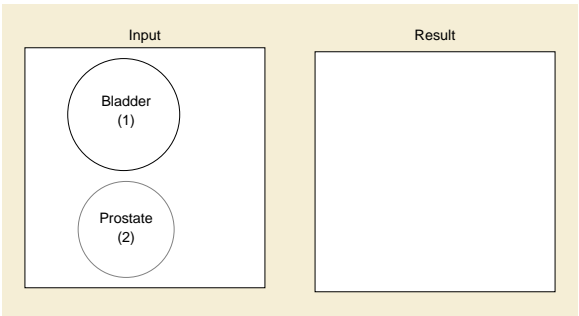 Input
Result
Bladder
(1)
Prostate
(2)